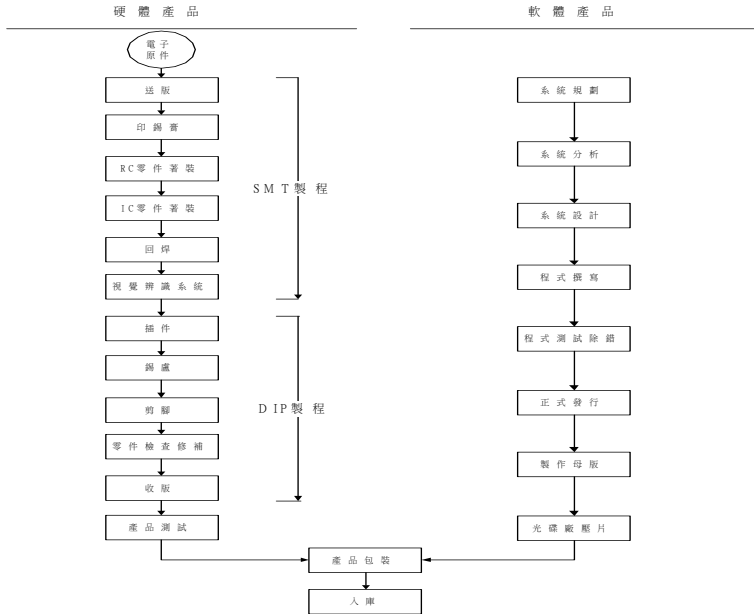 硬體產品
軟體產品
電子
原件
送版
印錫膏
RC零件著裝
IC零件著裝
回焊
視覺辨識系統
SMT製程
插件
錫盧
剪腳
零件檢查修補
收版
DIP製程
產品測試
系統規劃
系統分析
系統設計
程式撰寫
程式測試除錯
正式發行
製作母版
光碟廠壓片
產品包裝
入庫